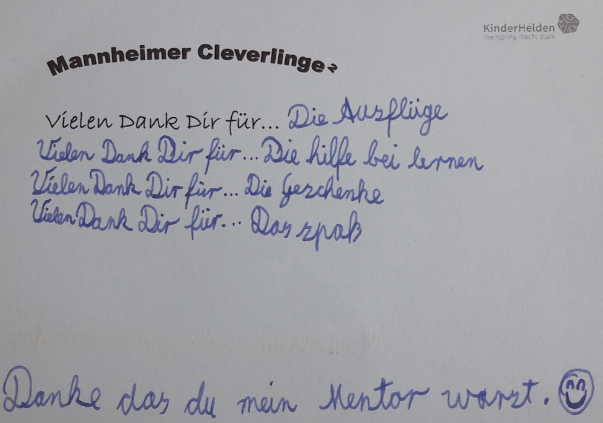 KinderHelden
mentoring macht stark
Mannheimer Cleverlinge²
Vielen Dank Dir für... Die Ausflüge
Vielen Dank Dir für... Die hilfe bei lernen
Vielen Dank Dir für... Die Geschenke
Vielen Dank Dir für... Das spaß
Danke das du mein Mentor warst.